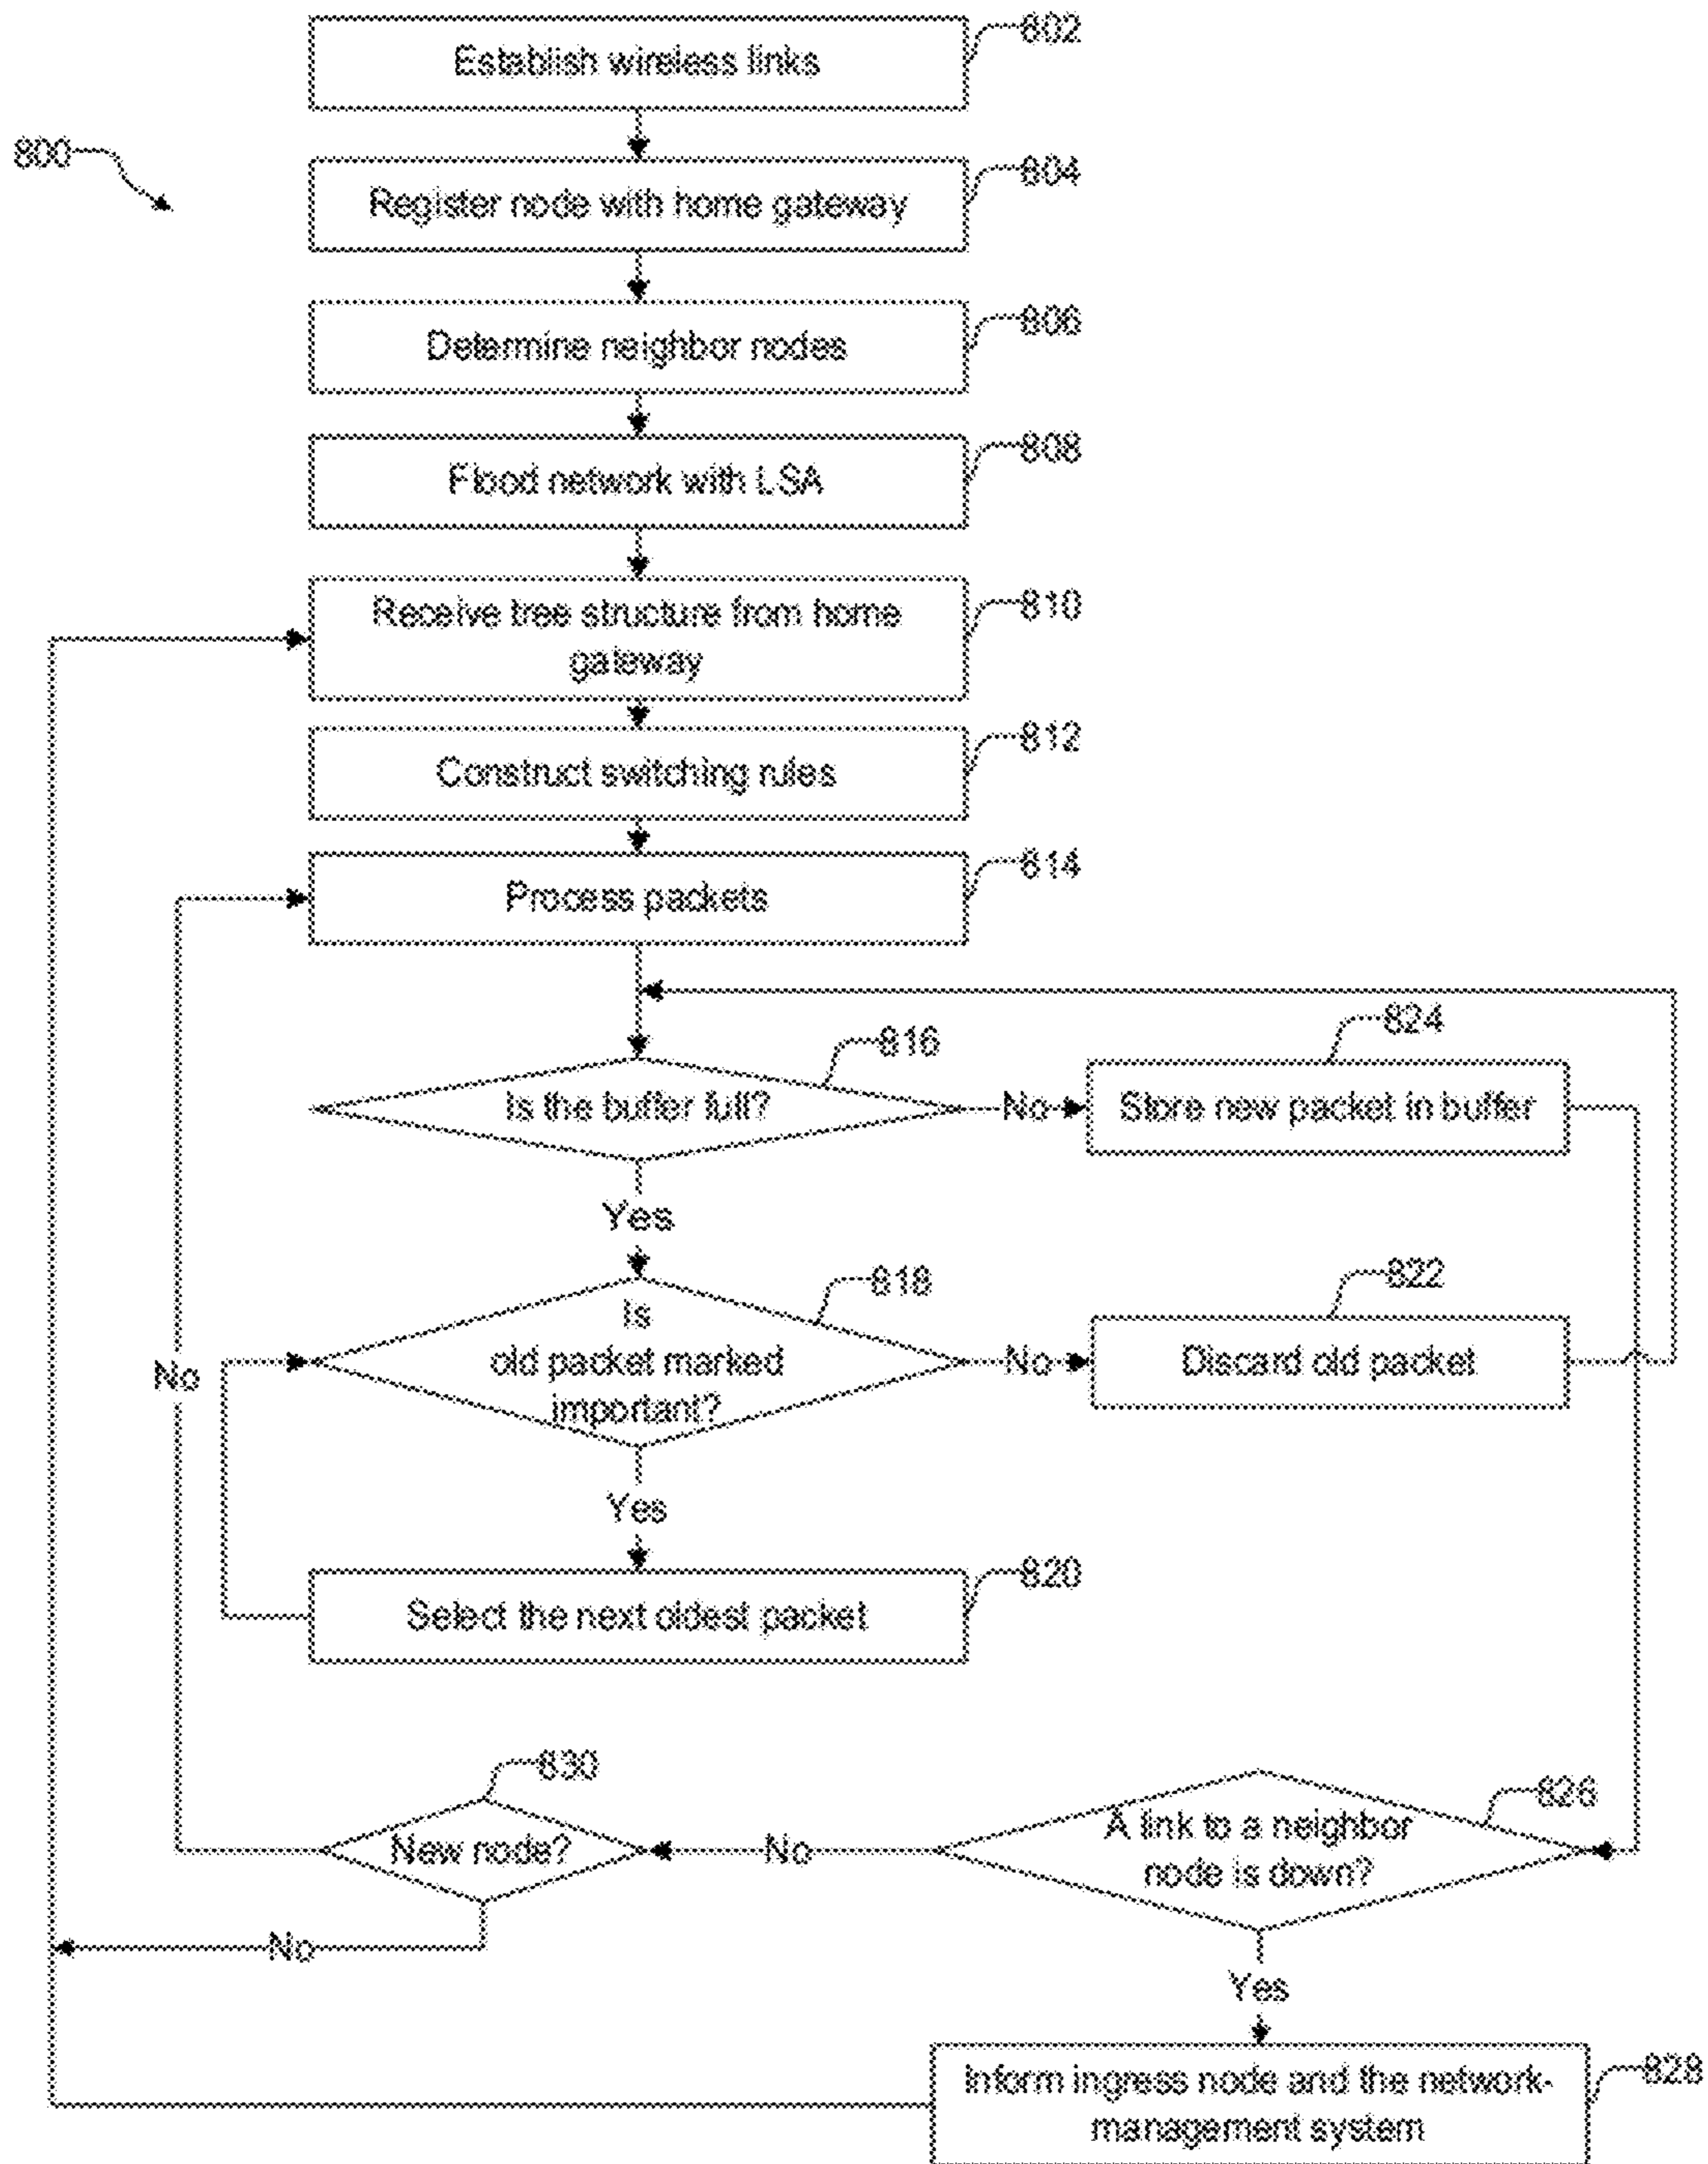 802
Establish wireless links
800
804
Register node with home gateway
806
Determine neighbor nodes
808
Flood network with LSA
810
Receive tree structure from home
gateway
812
Construct switching rules
814
Process packets
816
824
Is the buffer full?
No
Store new packet in buffer
Yes
818
822
Is
old packet marked
important?
No
Discard old packet
No
Yes
820
Select the next oldest packet
830
826
New node?
No
A link to a neighbor
node is down?
No
Yes
828
Inform ingress node and the network-
management system